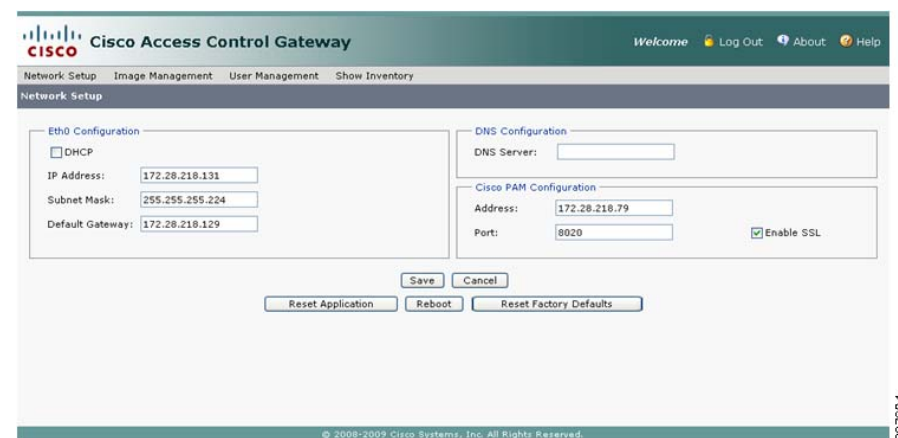 CISCO Cisco Access Control Gateway
Welcome Log Out About Help
Network Setup Image Management User Management Show Inventory
Network Setup
Eth0 Configuration
DHCP
IP Address: 172.28.218.131
Subnet Mask: 255.255.255.224
Default Gateway: 172.28.218.129
DNS Configuration
DNS Server:
Cisco PAM Configuration
Address: 172.28.218.79
Port: 8020 Enable SSL
Save Cancel
Reset Application Reboot Reset Factory Defaults
© 2008-2009 Cisco Systems, Inc. All Rights Reserved.